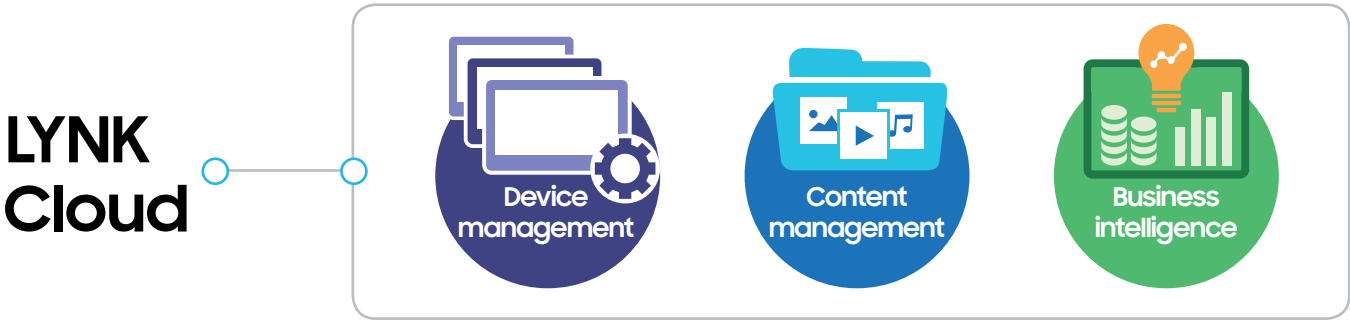 LYNK
Cloud
Device
management
Content
management
Business
intelligence